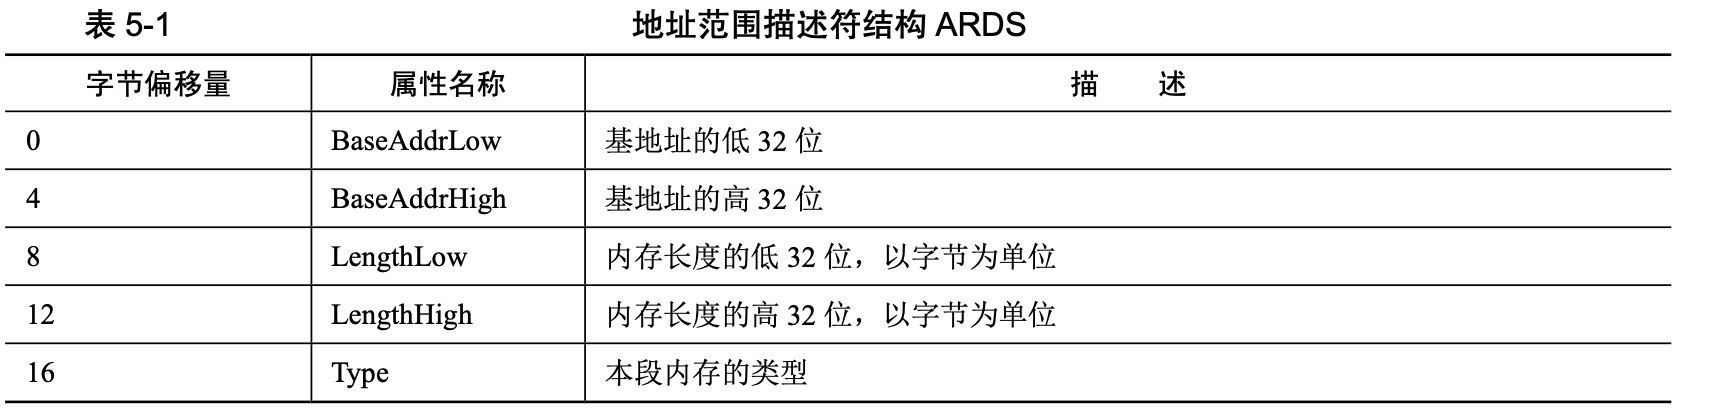 表 5-1 地址范围描述符结构 ARDS
字节偏移量 属性名称 描 述
0 BaseAddrLow 基地址的低 32 位
4 BaseAddrHigh 基地址的高 32 位
8 LengthLow 内存长度的低 32 位，以字节为单位
12 LengthHigh 内存长度的高 32 位，以字节为单位
16 Type 本段内存的类型